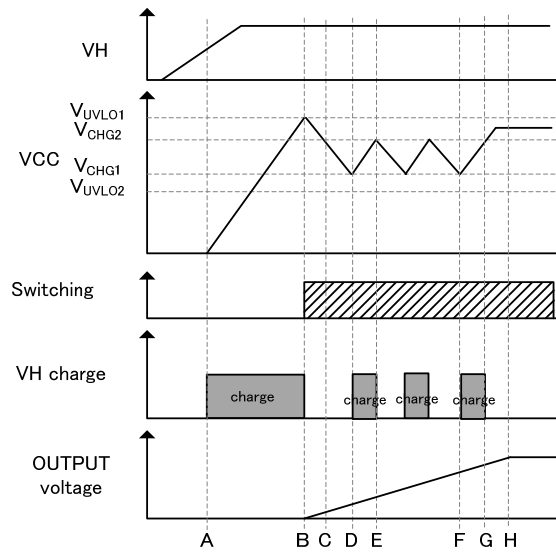 VH
VUVLO1
VCHG2
VCC
VCHG1
VUVLO2
Switching
VH charge
charge
charge
charge
charge
OUTPUT
voltage
A B C D E F G H